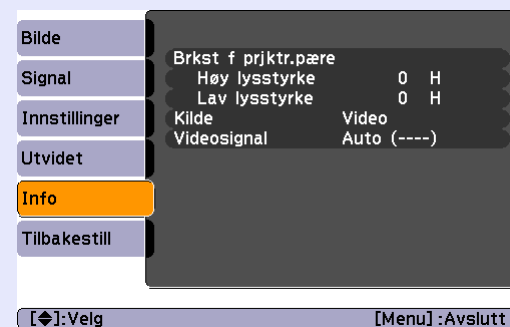 Bilde
Signal
Innstillinger
Utvidet
Info
Tilbakestill
Brkst f prjktr.pære
Høy lysstyrke 0 H
Lav lysstyrke 0 H
Kilde Video
Videosignal Auto (----)
[◆]:Velg [Menu]:Avslutt